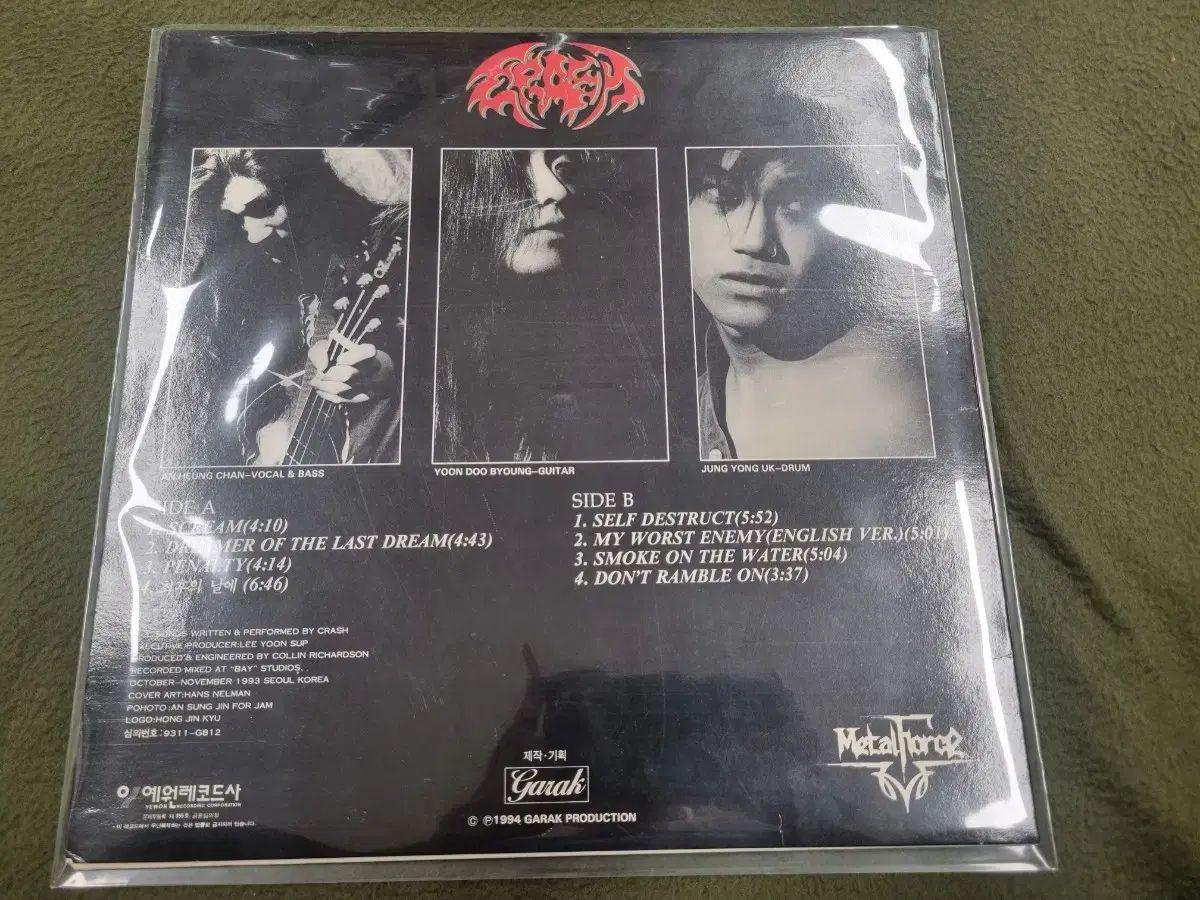 CRASH
AN HEUNG CHAN-VOCAL & BASS
YOON DOO BYOUNG-GUITAR
JUNG YONG UK-DRUM
SIDE A
1. SCREAM(4:10)
2. DREAMER OF THE LAST DREAM(4:43)
3. PENALTY(4:14)
4. 최후의 날에 (6:46)
SIDE B
1. SELF DESTRUCT(5:52)
2. MY WORST ENEMY(ENGLISH VER.)(5:01)
3. SMOKE ON THE WATER(5:04)
4. DON'T RAMBLE ON(3:37)
SONGS WRITTEN & PERFORMED BY CRASH
EXECUTIVE PRODUCER:LEE YOON SUP
PRODUCED & ENGINEERED BY COLLIN RICHARDSON
RECORDED MIXED AT "BAY" STUDIOS.
OCTOBER-NOVEMBER 1993 SEOUL KOREA
COVER ART:HANS NELMAN
POHOTO:AN SUNG JIN FOR JAM
LOGO:HONG JIN KYU
심의번호:9311-G812
예원레코드사
YEWON RECORDING CORPORATION
제작·기획
Garak
© ℗1994 GARAK PRODUCTION
Metal Force